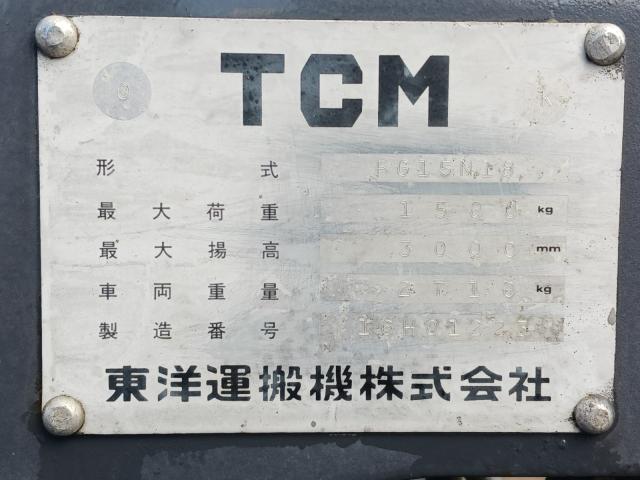 TCM
9 k
形式 FG15N18
最大荷重 1500 kg
最大揚高 3000 mm
車両重量 kg
製造番号
東洋運搬機株式会社